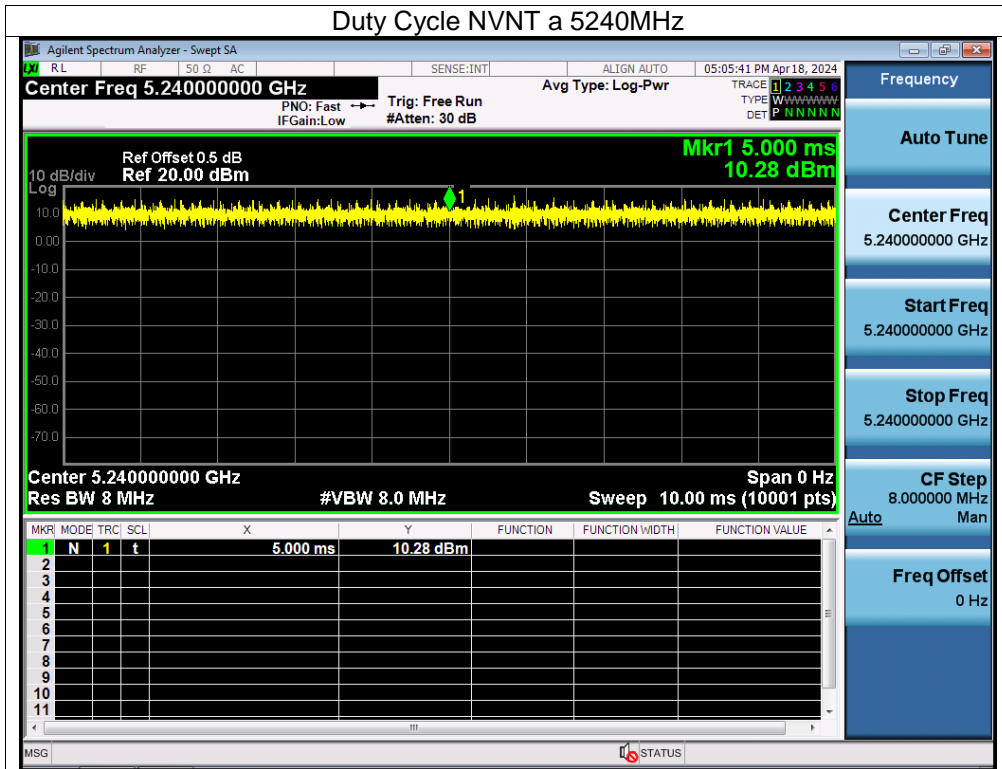 Duty Cycle NVNT a 5240MHz
Agilent Spectrum Analyzer - Swept SA
LXI RL RF 50 Ω AC SENSE:INT ALIGN AUTO 05:05:41 PM Apr 18, 2024
Center Freq 5.240000000 GHz
PNO: Fast
IFGain:Low
Trig: Free Run
#Atten: 30 dB
Avg Type: Log-Pwr
TRACE 1 2 3 4 5 6
TYPE WWWWWW
DET P N N N N N
Mkr1 5.000 ms
10.28 dBm
Ref Offset 0.5 dB
Ref 20.00 dBm
10 dB/div
Log
1
10.0
0.00
-10.0
-20.0
-30.0
-40.0
-50.0
-60.0
-70.0
Center 5.240000000 GHz
Span 0 Hz
Res BW 8 MHz
#VBW 8.0 MHz
Sweep 10.00 ms (10001 pts)
MKR MODE TRC SCL X Y FUNCTION FUNCTION WIDTH FUNCTION VALUE
1 N 1 t 5.000 ms 10.28 dBm
2
3
4
5
6
7
8
9
10
11
MSG
STATUS
Frequency
Auto Tune
Center Freq
5.240000000 GHz
Start Freq
5.240000000 GHz
Stop Freq
5.240000000 GHz
CF Step
8.000000 MHz
Auto Man
Freq Offset
0 Hz